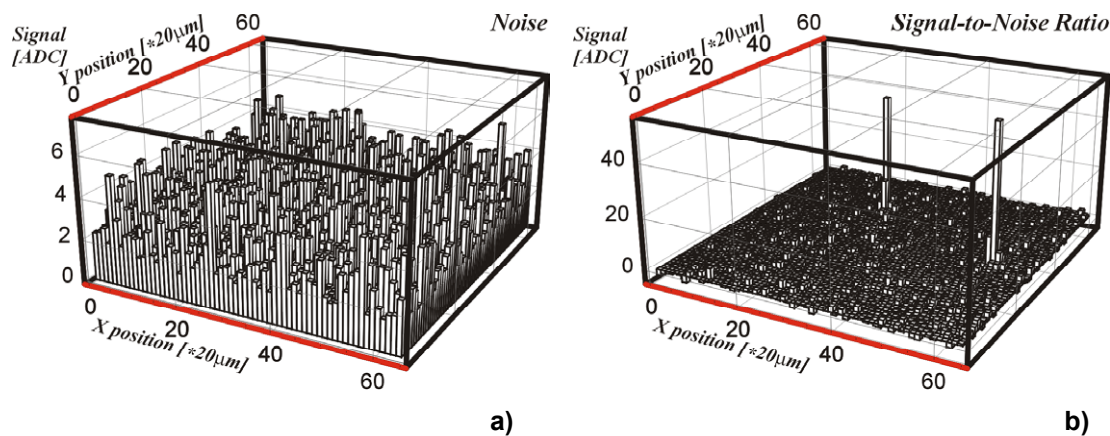 Noise
Signal
[ADC]
Y position [*20μm]
0
20
40
60
6
4
2
0
0
20
40
60
X position [*20μm]
a)
Signal-to-Noise Ratio
Signal
[ADC]
Y position [*20μm]
0
20
40
60
40
20
0
0
20
40
60
X position [*20μm]
b)